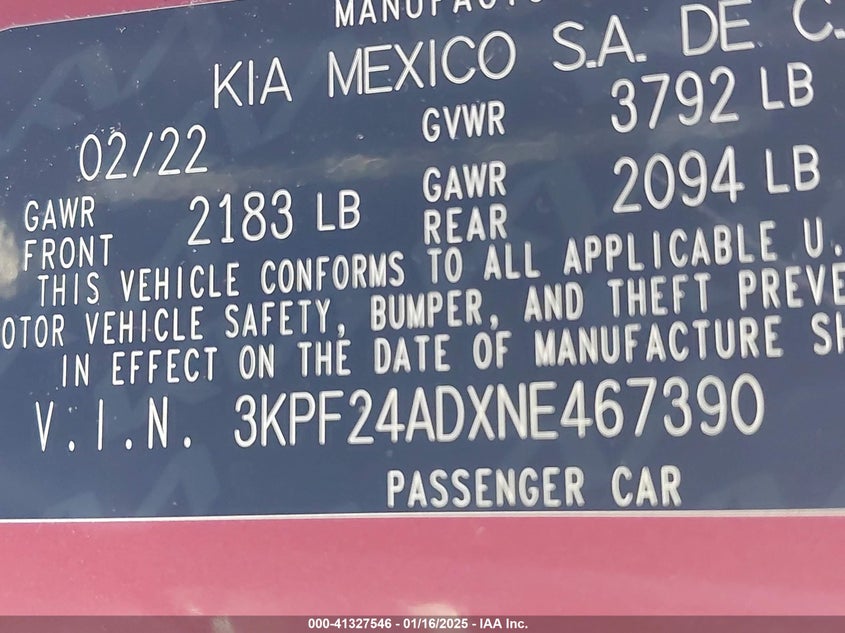 MANUFACTU
KIA MEXICO S.A. DE C.
02/22 GVWR 3792 LB
GAWR FRONT 2183 LB GAWR REAR 2094 LB
THIS VEHICLE CONFORMS TO ALL APPLICABLE U.
OTOR VEHICLE SAFETY, BUMPER, AND THEFT PREVE
IN EFFECT ON THE DATE OF MANUFACTURE SH
V.I.N. 3KPF24ADXNE467390
PASSENGER CAR
000-41327546 - 01/16/2025 - IAA Inc.